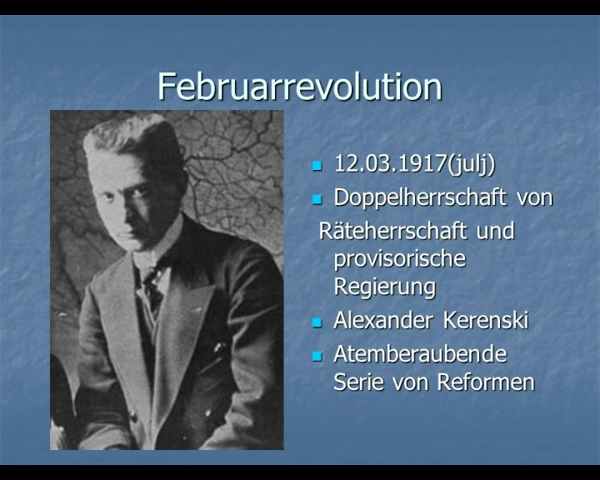 Februarrevolution
12.03.1917(julj)
Doppelherrschaft von
Räteherrschaft und
provisorische
Regierung
Alexander Kerenski
Atemberaubende
Serie von Reformen